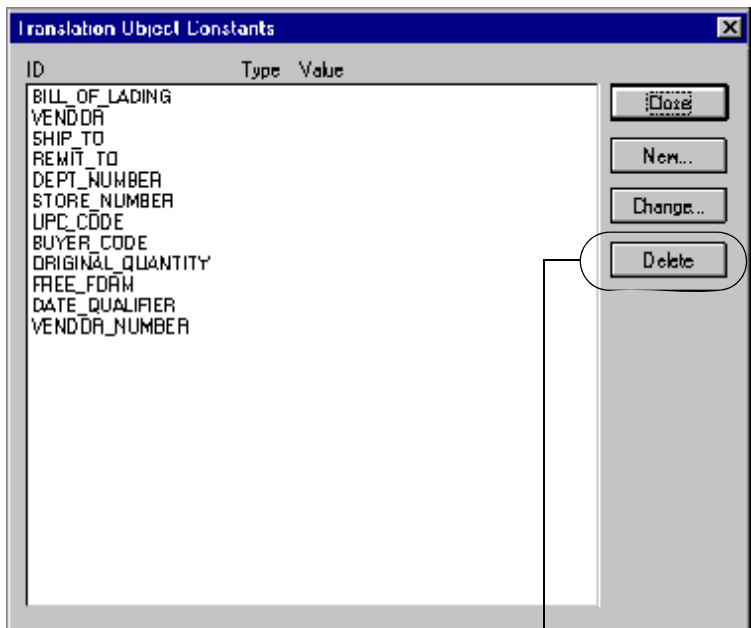 Translation Object Constants
ID Type Value
BILL_OF_LADING
VENDOR
SHIP_TO
REMIT_TO
DEPT_NUMBER
STORE_NUMBER
UPC_CODE
BUYER_CODE
ORIGINAL_QUANTITY
FREE_FORM
DATE_QUALIFIER
VENDOR_NUMBER
Close
New...
Change...
Delete